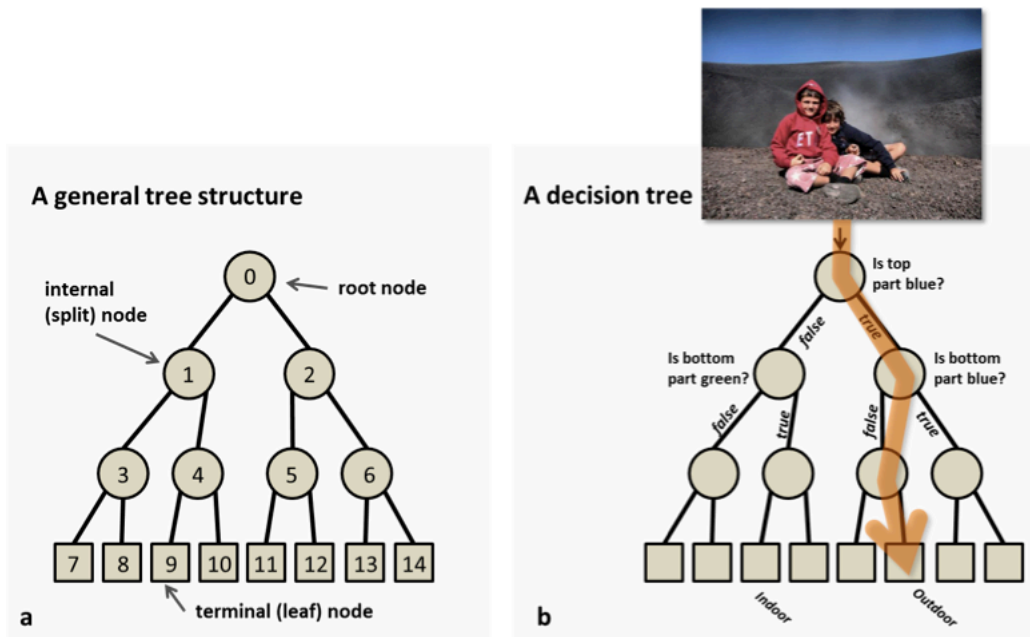 A general tree structure
internal
(split) node
root node
0
1
2
3
4
5
6
7
8
9
10
11
12
13
14
terminal (leaf) node
a
A decision tree
ET
Is top
part blue?
false
true
Is bottom
part green?
Is bottom
part blue?
false
true
false
true
Indoor
Outdoor
b